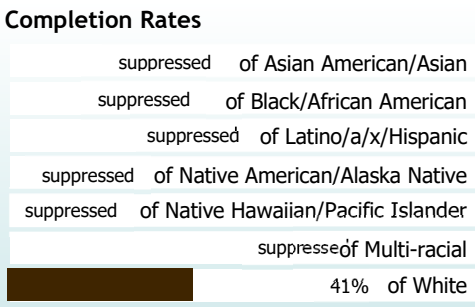 Completion Rates
suppressed of Asian American/Asian
suppressed of Black/African American
suppressed of Latino/a/x/Hispanic
suppressed of Native American/Alaska Native
suppressed of Native Hawaiian/Pacific Islander
suppressed of Multi-racial
41% of White